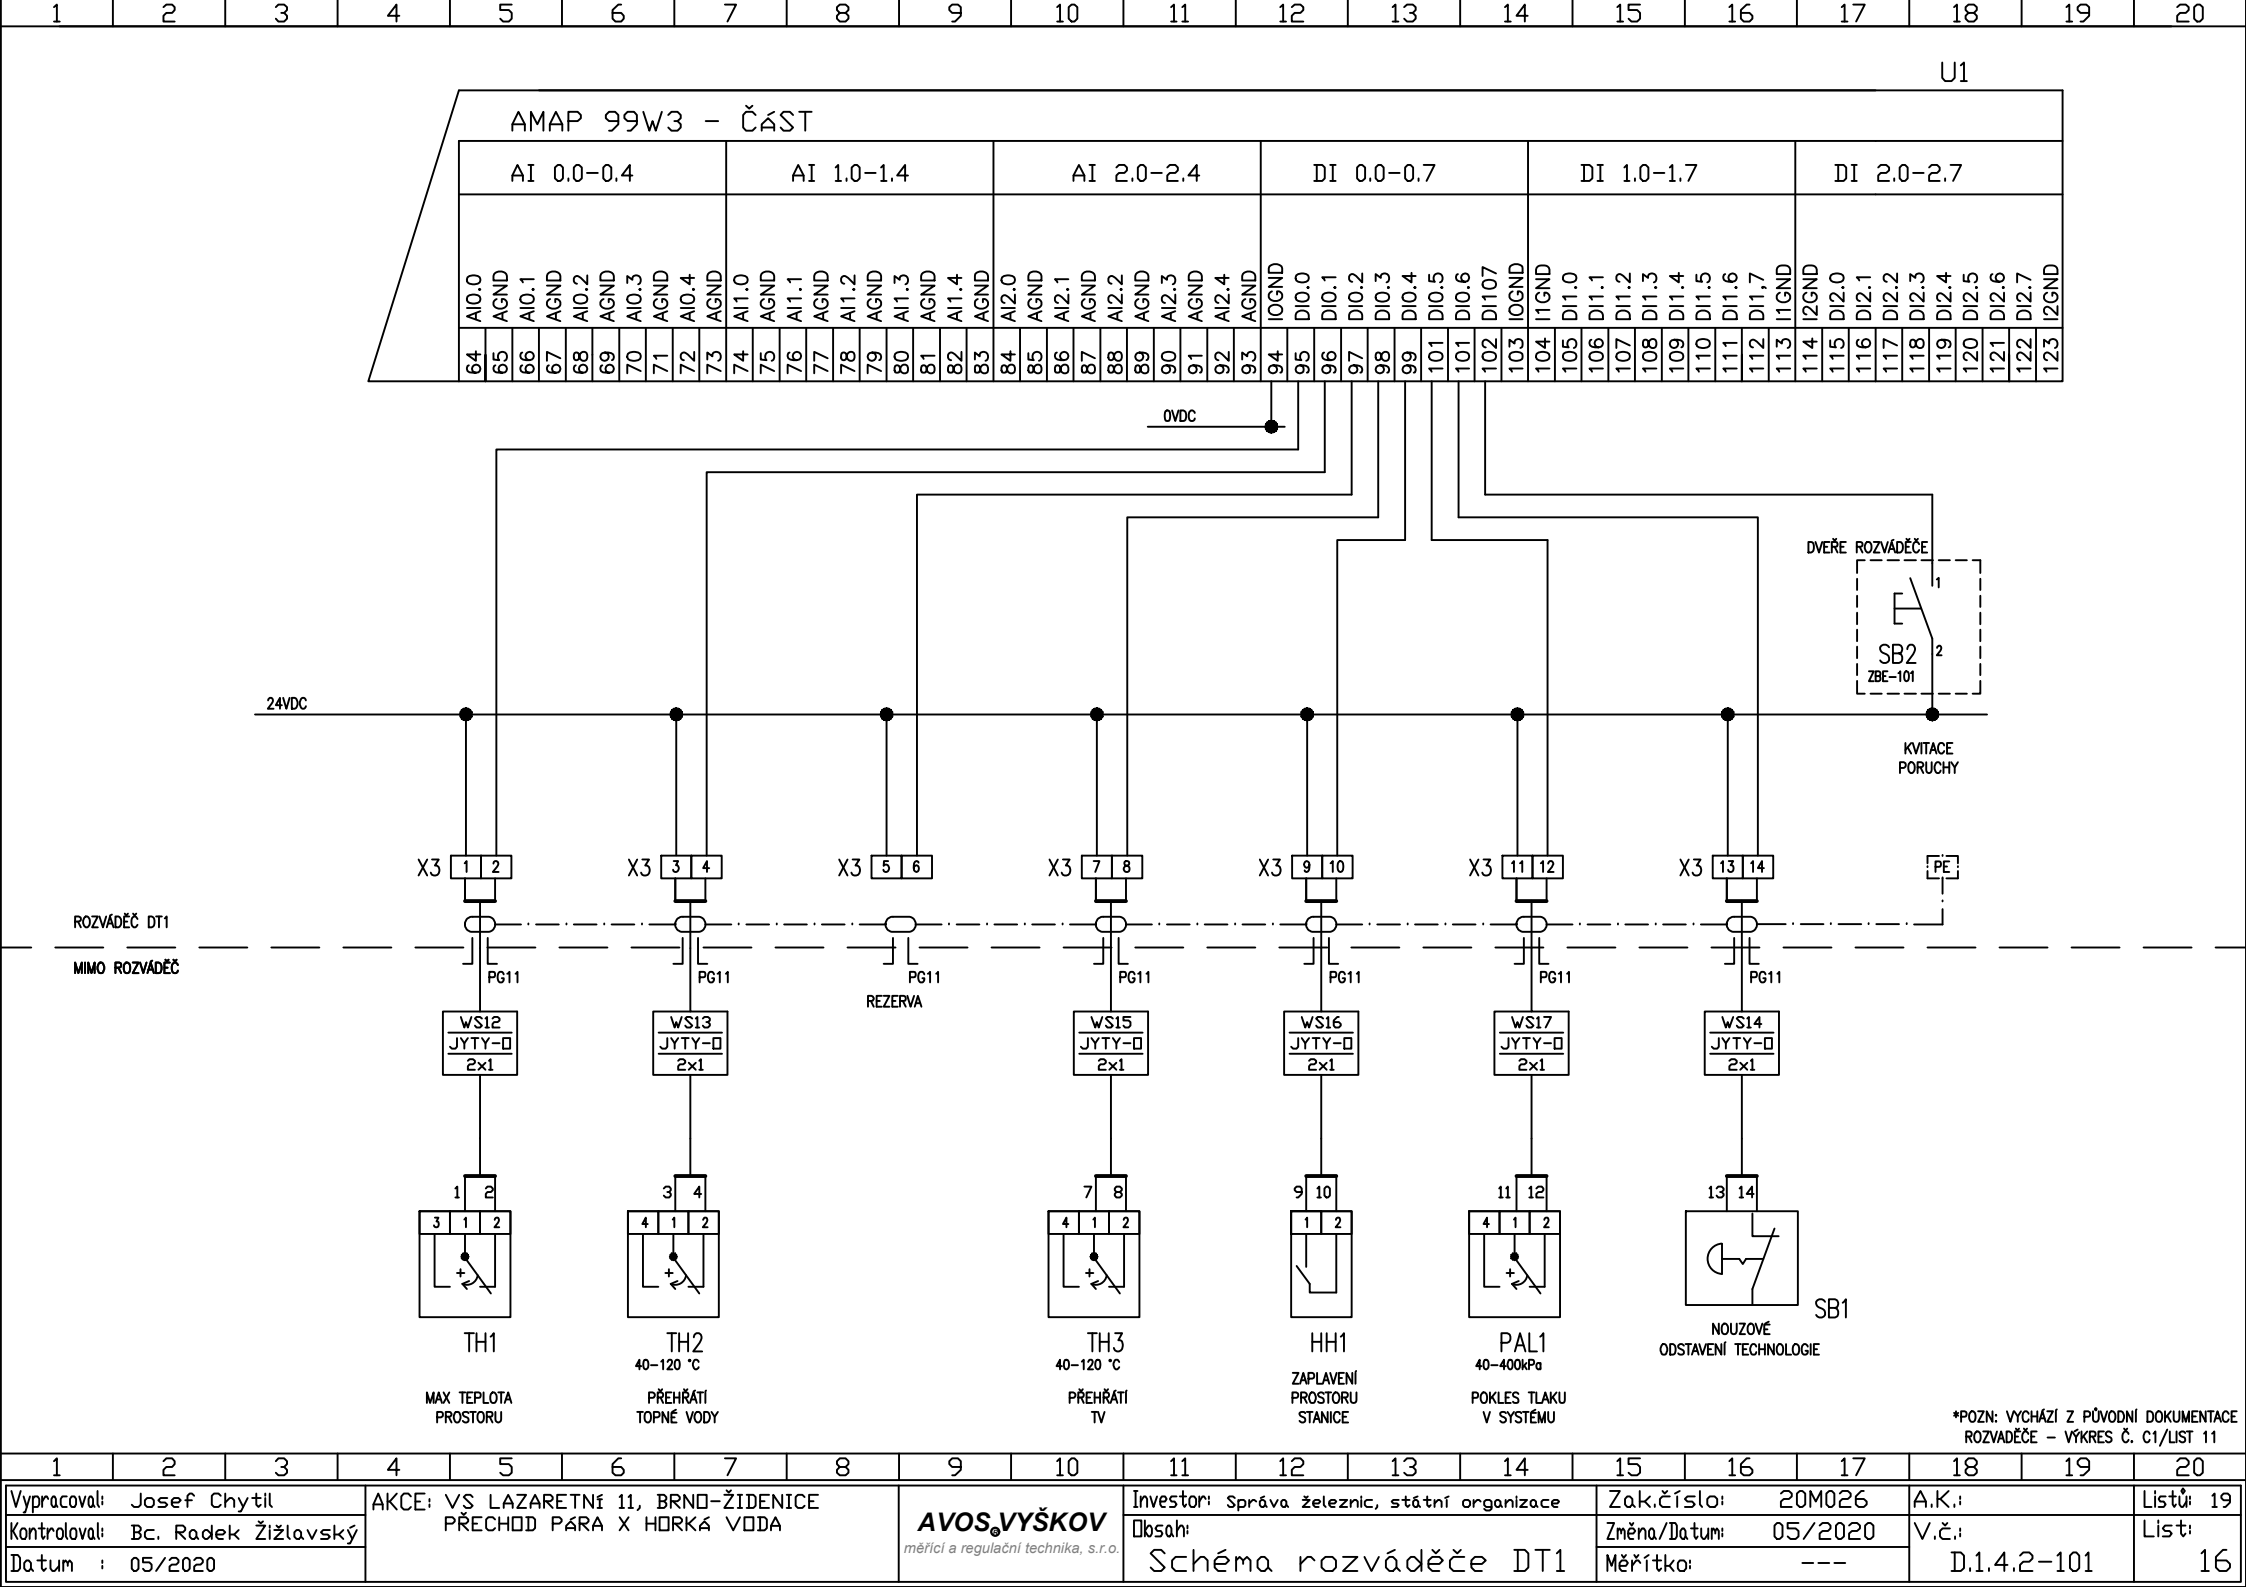 1 2 3 4 5 6 7 8 9 10 11 12 13 14 15 16 17 18 19 20
U1
AMAP 99W3 - ČáST
AI 0.0-0.4 AI 1.0-1.4 AI 2.0-2.4 DI 0.0-0.7 DI 1.0-1.7 DI 2.0-2.7
AI0.0 AGND AI0.1 AGND AI0.2 AGND AI0.3 AGND AI0.4 AGND AI1.0 AGND AI1.1 AGND AI1.2 AGND AI1.3 AGND AI1.4 AGND AI2.0 AGND AI2.1 AGND AI2.2 AGND AI2.3 AGND AI2.4 AGND IOGND DI0.0 DI0.1 DI0.2 DI0.3 DI0.4 DI0.5 DI0.6 DI107 IOGND I1GND DI1.0 DI1.1 DI1.2 DI1.3 DI1.4 DI1.5 DI1.6 DI1,7 I1GND I2GND DI2.0 DI2.1 DI2.2 DI2.3 DI2.4 DI2.5 DI2.6 DI2.7 I2GND
64 65 66 67 68 69 70 71 72 73 74 75 76 77 78 79 80 81 82 83 84 85 86 87 88 89 90 91 92 93 94 95 96 97 98 99 101 101 102 103 104 105 106 107 108 109 110 111 112 113 114 115 116 117 118 119 120 121 122 123
0VDC
DVEŘE ROZVÁDĚČE
1
SB2 2
ZBE-101
24VDC
KVITACE
PORUCHY
X3 1 2 X3 3 4 X3 5 6 X3 7 8 X3 9 10 X3 11 12 X3 13 14 PE
ROZVÁDĚČ DT1
MIMO ROZVÁDĚČ
PG11 PG11 PG11 PG11 PG11 PG11 PG11
REZERVA
WS12 WS13 WS15 WS16 WS17 WS14
JYTY-O JYTY-O JYTY-O JYTY-O JYTY-O JYTY-O
2x1 2x1 2x1 2x1 2x1 2x1
1 2 3 4 7 8 9 10 11 12 13 14
3 1 2 4 1 2 4 1 2 1 2 4 1 2
+ + + +
SB1
TH1 TH2 TH3 HH1 PAL1
40-120 °C 40-120 °C 40-400kPa
NOUZOVÉ
ODSTAVENÍ TECHNOLOGIE
MAX TEPLOTA
PROSTORU
PŘEHŘÁTÍ
TOPNÉ VODY
PŘEHŘÁTÍ
TV
ZAPLAVENÍ
PROSTORU
STANICE
POKLES TLAKU
V SYSTÉMU
*POZN: VYCHÁZÍ Z PŮVODNÍ DOKUMENTACE
ROZVADĚČE - VÝKRES Č. C1/LIST 11
1 2 3 4 5 6 7 8 9 10 11 12 13 14 15 16 17 18 19 20
Vypracoval: Josef Chytil
Kontroloval: Bc. Radek Žižlavský
Datum : 05/2020
AKCE: VS LAZARETNí 11, BRNO-ŽIDENICE
PŘECHOD PáRA X HORKá VODA
AVOS VYŠKOV
měřící a regulační technika, s.r.o.
Investor: Správa železnic, státní organizace
Obsah:
Schéma rozváděče DT1
Zak.číslo: 20M026
Změna/Datum: 05/2020
Měřítko: ---
A.K.:
V.č.:
D.1.4.2-101
Listů: 19
List:
16